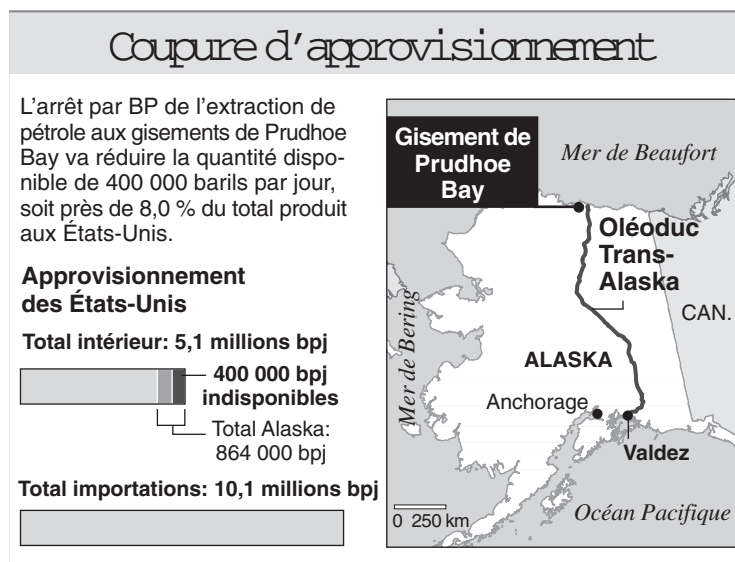 Coupure d'approvisionnement
L'arrêt par BP de l'extraction de
pétrole aux gisements de Prudhoe
Bay va réduire la quantité dispo-
nible de 400 000 barils par jour,
soit près de 8,0 % du total produit
aux États-Unis.
Approvisionnement
des États-Unis
Total intérieur: 5,1 millions bpj
400 000 bpj
indisponibles
Total Alaska:
864 000 bpj
Total importations: 10,1 millions bpj
Gisement de
Prudhoe
Bay
Mer de Beaufort
Oléoduc
Trans-
Alaska
CAN.
Mer de Bering
ALASKA
Anchorage
Valdez
0 250 km
Océan Pacifique